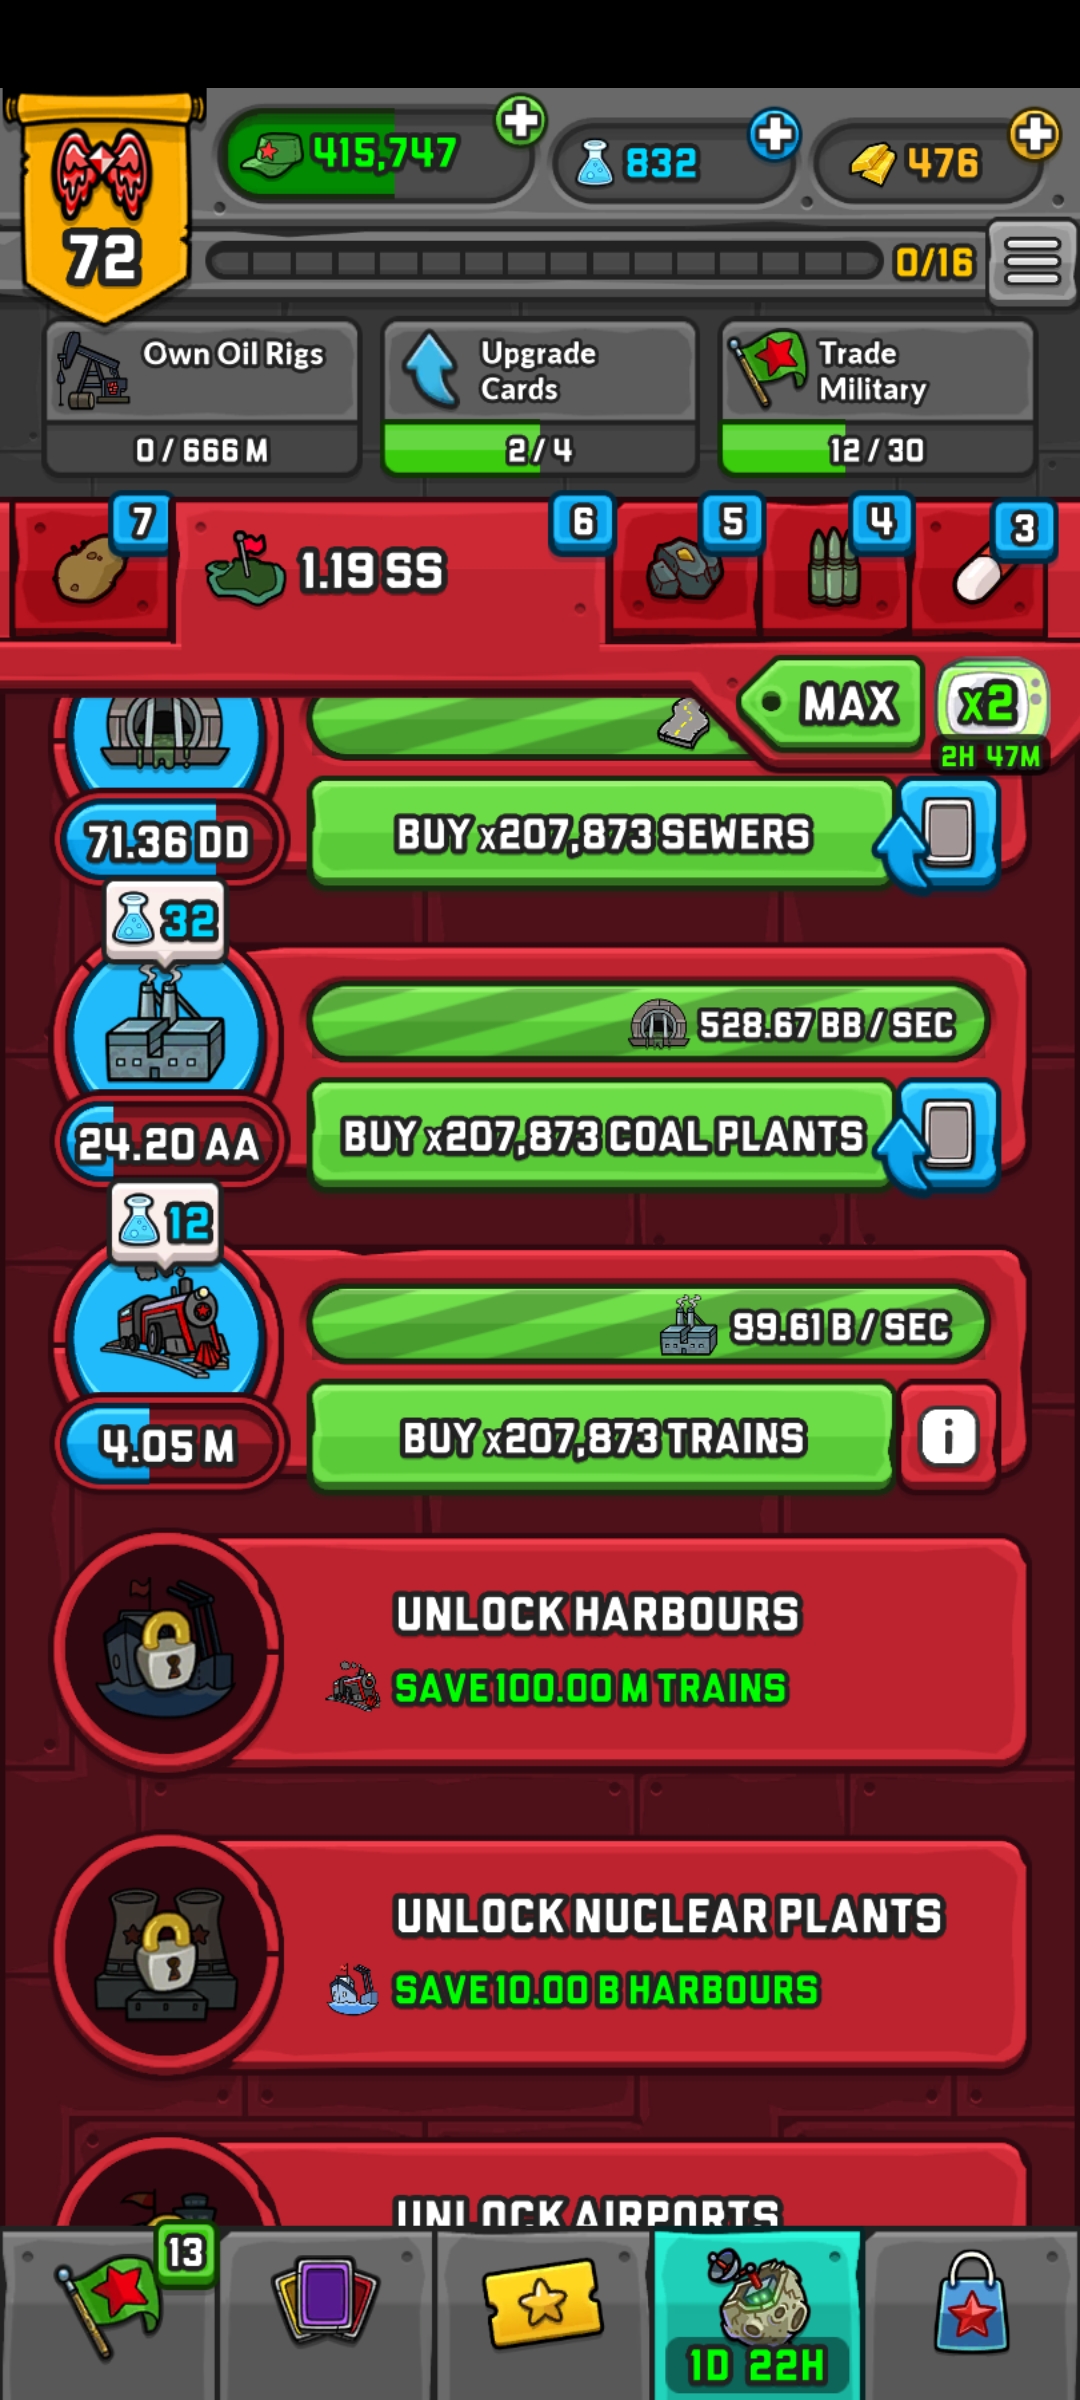 415,747
832
476
72
0/16
Own Oil Rigs
0 / 666 M
Upgrade
Cards
2 / 4
Trade
Military
12 / 30
7
1.19 SS
6
5
4
3
MAX
x2
2H 47M
71.36 DD
BUY x207,873 SEWERS
32
528.67 BB / SEC
24.20 AA
BUY x207,873 COAL PLANTS
12
99.61 B / SEC
4.05 M
BUY x207,873 TRAINS
i
UNLOCK HARBOURS
SAVE 100.00 M TRAINS
UNLOCK NUCLEAR PLANTS
SAVE 10.00 B HARBOURS
UNLOCK AIRPORTS
13
1D 22H